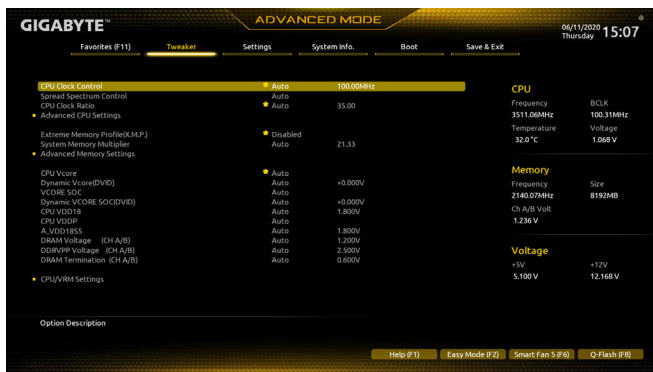 GIGABYTE™
ADVANCED MODE
06/11/2020 Thursday 15:07
Favorites (F11) Tweaker Settings System Info. Boot Save & Exit
CPU Clock Control Auto 100.00MHz
Spread Spectrum Control Auto
CPU Clock Ratio Auto 35.00
Advanced CPU Settings
Extreme Memory Profile(X.M.P.) Disabled
System Memory Multiplier Auto 21.33
Advanced Memory Settings
CPU Vcore Auto
Dynamic Vcore(DVID) Auto +0.000V
VCORE SOC Auto
Dynamic VCORE SOC(DVID) Auto +0.000V
CPU VDD18 Auto 1.800V
CPU VDDP Auto
A_VDD18S5 Auto 1.800V
DRAM Voltage (CH A/B) Auto 1.200V
DDRVPP Voltage (CH A/B) Auto 2.500V
DRAM Termination (CH A/B) Auto 0.600V
CPU/VRM Settings
CPU
Frequency BCLK
3511.06MHz 100.31MHz
Temperature Voltage
32.0 °C 1.068 V
Memory
Frequency Size
2140.07MHz 8192MB
Ch A/B Volt
1.236 V
Voltage
+5V +12V
5.100 V 12.168 V
Option Description
Help (F1) Easy Mode (F2) Smart Fan 5 (F6) Q-Flash (F8)